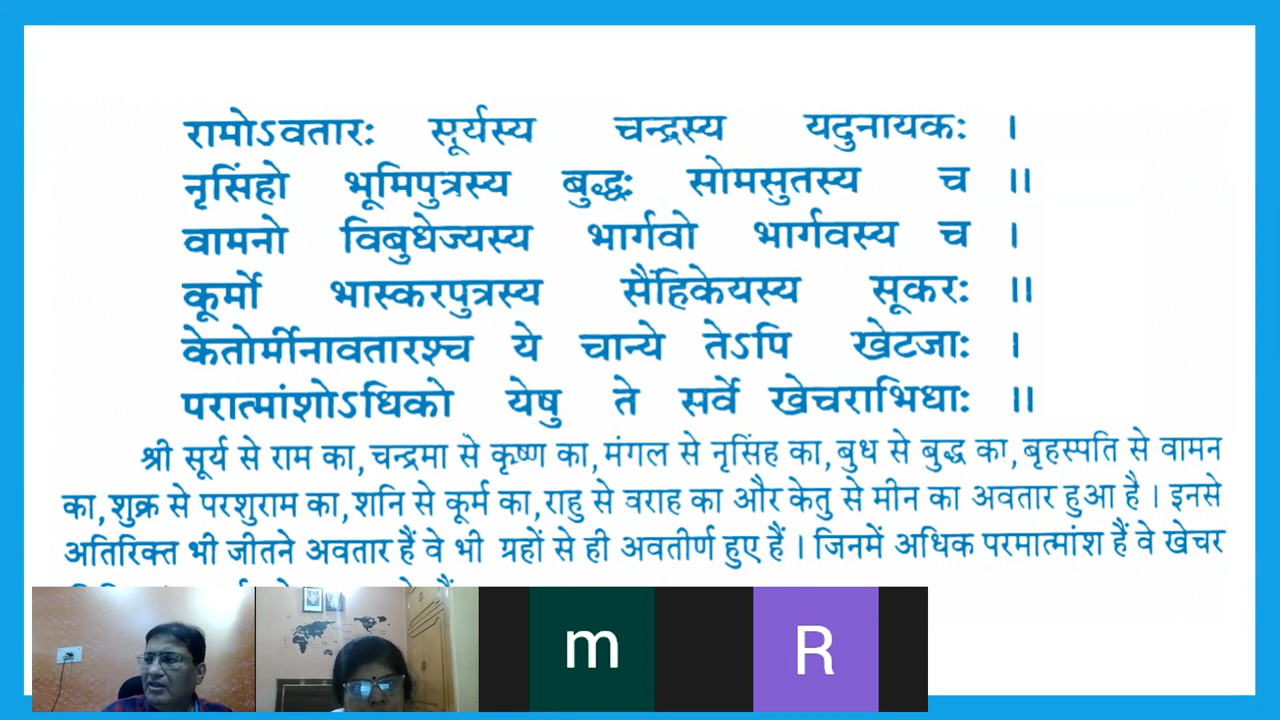 रामोऽवतारः सूर्यस्य चन्द्रस्य यदुनायकः ।
नृसिंहो भूमिपुत्रस्य बुद्धः सोमसुतस्य च ॥
वामनो विबुधेज्यस्य भार्गवो भार्गवस्य च ।
कूर्मो भास्करपुत्रस्य सैंहिकेयस्य सूकरः ॥
केतोर्मीनावतारश्च ये चान्ये तेऽपि खेटजाः ।
परात्मांशोऽधिको येषु ते सर्वे खेचराभिधाः ॥
श्री सूर्य से राम का, चन्द्रमा से कृष्ण का, मंगल से नृसिंह का, बुध से बुद्ध का, बृहस्पति से वामन
का, शुक्र से परशुराम का, शनि से कूर्म का, राहु से वराह का और केतु से मीन का अवतार हुआ है । इनसे
अतिरिक्त भी जीतने अवतार हैं वे भी ग्रहों से ही अवतीर्ण हुए हैं । जिनमें अधिक परमात्मांश हैं वे खेचर
m
R